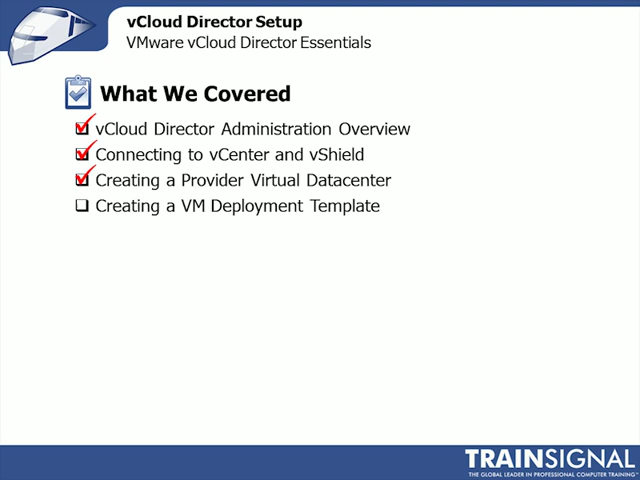 vCloud Director Setup
VMware vCloud Director Essentials
What We Covered
vCloud Director Administration Overview
Connecting to vCenter and vShield
Creating a Provider Virtual Datacenter
Creating a VM Deployment Template
TRAINSIGNAL
THE GLOBAL LEADER IN PROFESSIONAL COMPUTER TRAINING™